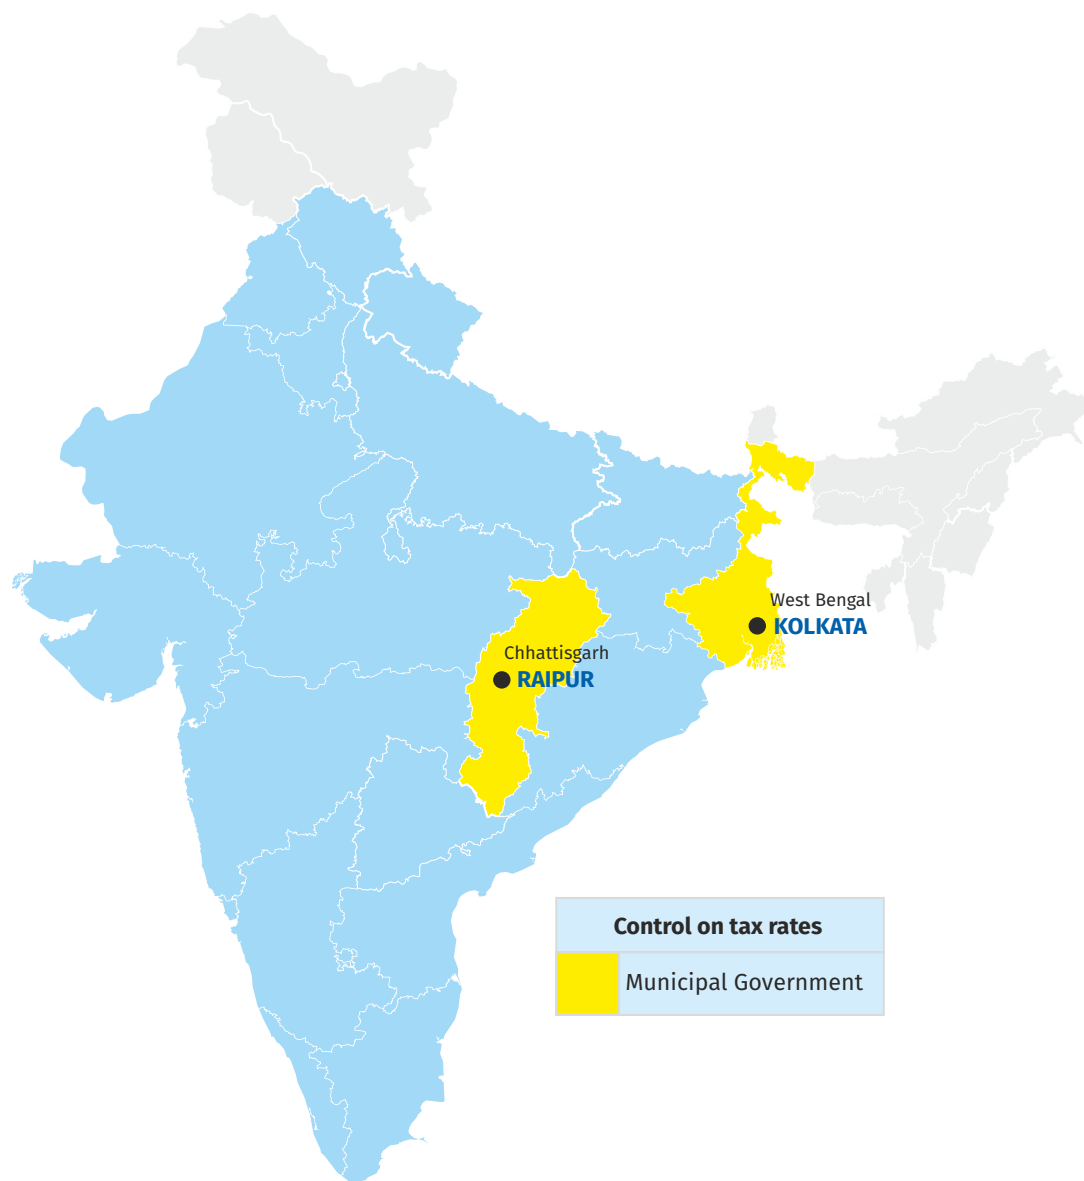 West Bengal
KOLKATA
Chhattisgarh
RAIPUR
Control on tax rates
Municipal Government